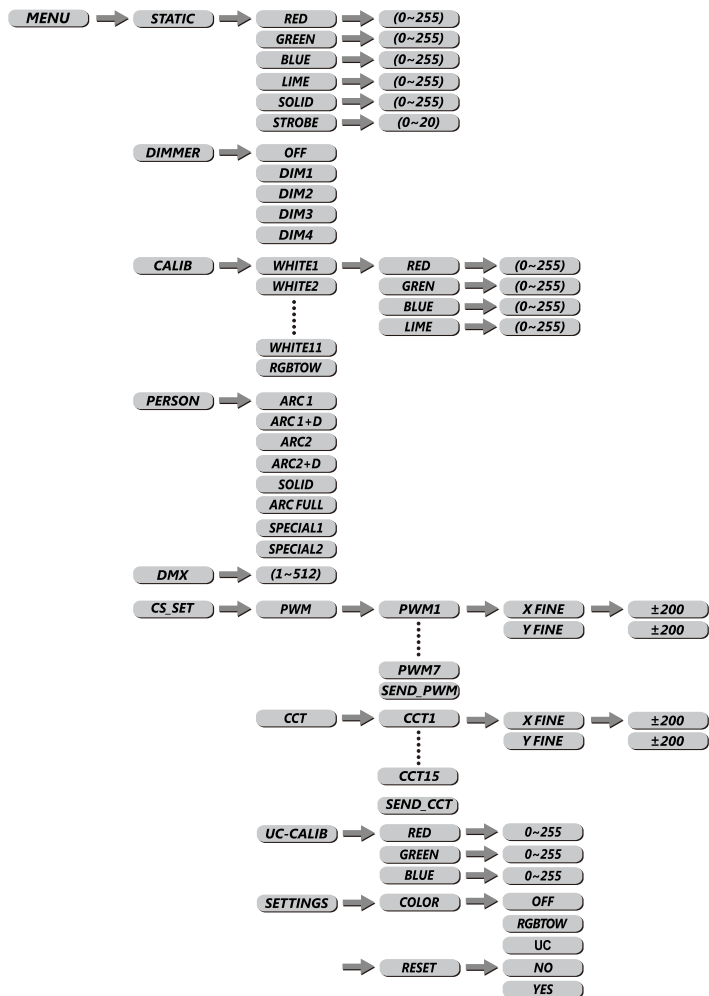 MENU STATIC RED (0~255)
GREEN (0~255)
BLUE (0~255)
LIME (0~255)
SOLID (0~255)
STROBE (0~20)
DIMMER OFF
DIM1
DIM2
DIM3
DIM4
CALIB WHITE1 RED (0~255)
WHITE2 GREN (0~255)
BLUE (0~255)
LIME (0~255)
WHITE11
RGBTOW
PERSON ARC 1
ARC 1+D
ARC2
ARC2+D
SOLID
ARC FULL
SPECIAL1
SPECIAL2
DMX (1~512)
CS_SET PWM PWM1 X FINE ±200
Y FINE ±200
PWM7
SEND_PWM
CCT CCT1 X FINE ±200
Y FINE ±200
CCT15
SEND_CCT
UC-CALIB RED 0~255
GREEN 0~255
BLUE 0~255
SETTINGS COLOR OFF
RGBTOW
UC
RESET NO
YES